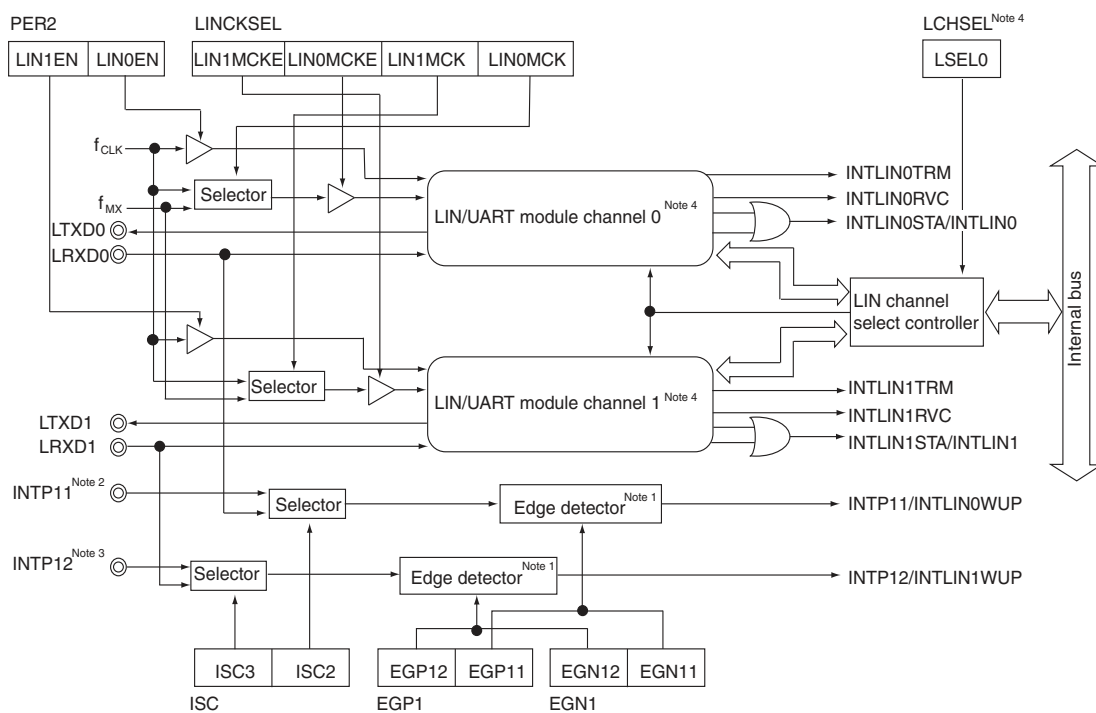 PER2 LINCKSEL LCHSEL Note 4
LIN1EN LIN0EN LIN1MCKE LIN0MCKE LIN1MCK LIN0MCK LSEL0
fCLK
Selector
fMX
LTXD0
LRXD0
LIN/UART module channel 0 Note 4
INTLIN0TRM
INTLIN0RVC
INTLIN0STA/INTLIN0
LIN channel
select controller
Internal bus
Selector
LIN/UART module channel 1 Note 4
INTLIN1TRM
INTLIN1RVC
INTLIN1STA/INTLIN1
LTXD1
LRXD1
INTP11 Note 2
Selector
Edge detector Note 1
INTP11/INTLIN0WUP
INTP12 Note 3
Selector
Edge detector Note 1
INTP12/INTLIN1WUP
ISC3 ISC2 EGP12 EGP11 EGN12 EGN11
ISC EGP1 EGN1